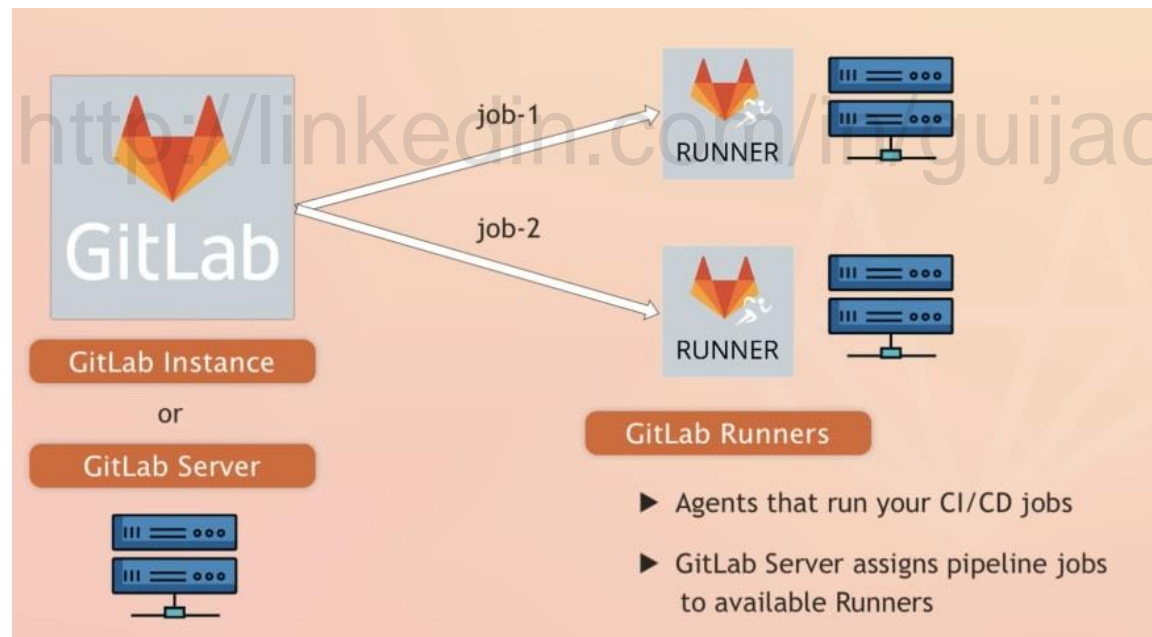 http://linkedin.com/in/guijac
GitLab
job-1
job-2
RUNNER
RUNNER
GitLab Instance
or
GitLab Server
GitLab Runners
► Agents that run your CI/CD jobs
► GitLab Server assigns pipeline jobs
to available Runners